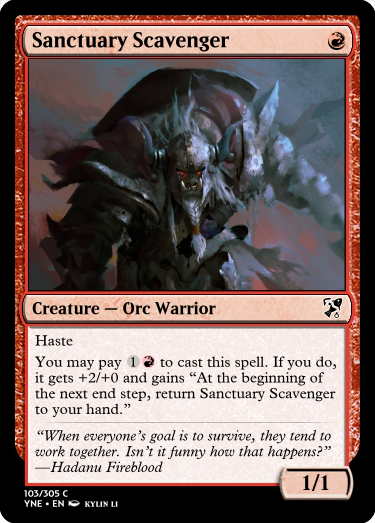 Sanctuary Scavenger
Creature — Orc Warrior
Haste
You may pay 1 to cast this spell. If you do,
it gets +2/+0 and gains “At the beginning of
the next end step, return Sanctuary Scavenger
to your hand.”
“When everyone’s goal is to survive, they tend to
work together. Isn’t it funny how that happens?”
—Hadanu Fireblood
1/1
103/305 C
YNE • EN KYLIN LI